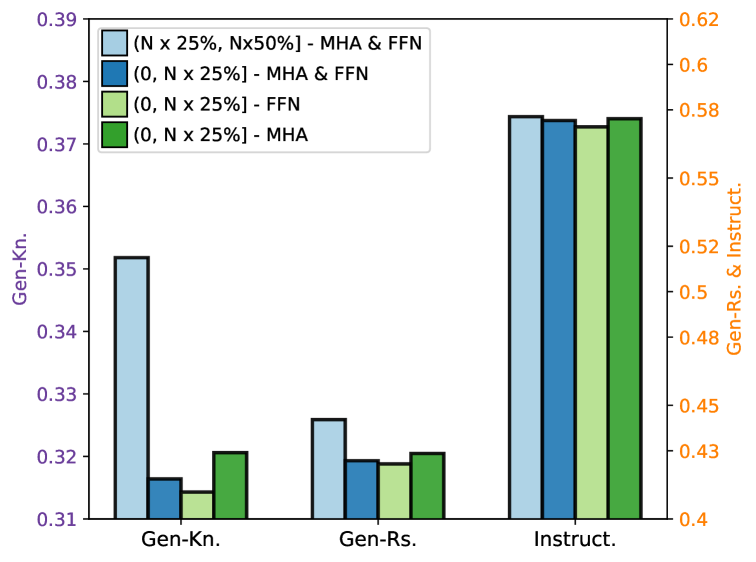 (N x 25%, Nx50%] - MHA & FFN
(0, N x 25%] - MHA & FFN
(0, N x 25%] - FFN
(0, N x 25%] - MHA
Gen-Kn.
0.39
0.38
0.37
0.36
0.35
0.34
0.33
0.32
0.31
Gen-Kn.
Gen-Rs.
Instruct.
0.62
0.6
0.58
0.55
0.52
0.5
0.48
0.45
0.43
0.4
Gen-Rs. & Instruct.